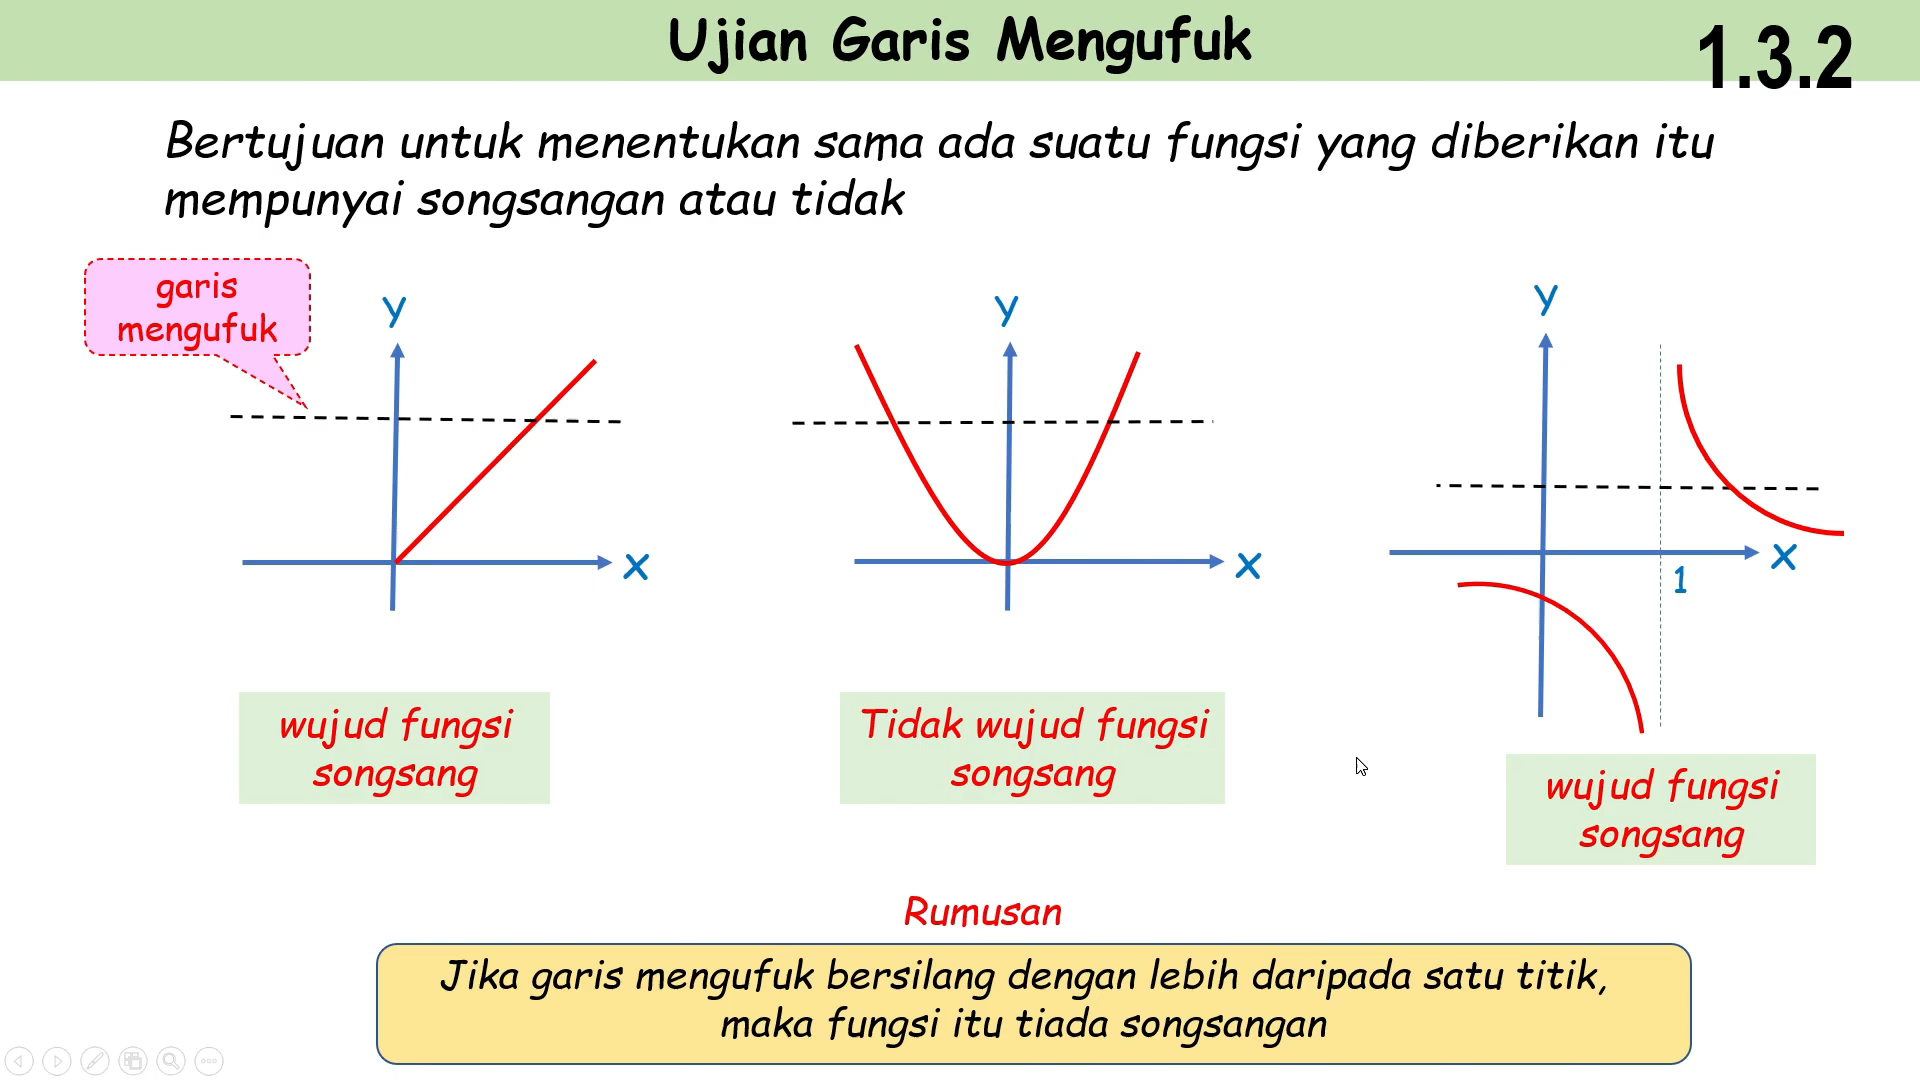 Ujian Garis Mengufuk
1.3.2
Bertujuan untuk menentukan sama ada suatu fungsi yang diberikan itu
mempunyai songsangan atau tidak
garis
mengufuk
y
x
y
x
y
x
1
wujud fungsi
songsang
Tidak wujud fungsi
songsang
wujud fungsi
songsang
Rumusan
Jika garis mengufuk bersilang dengan lebih daripada satu titik,
maka fungsi itu tiada songsangan